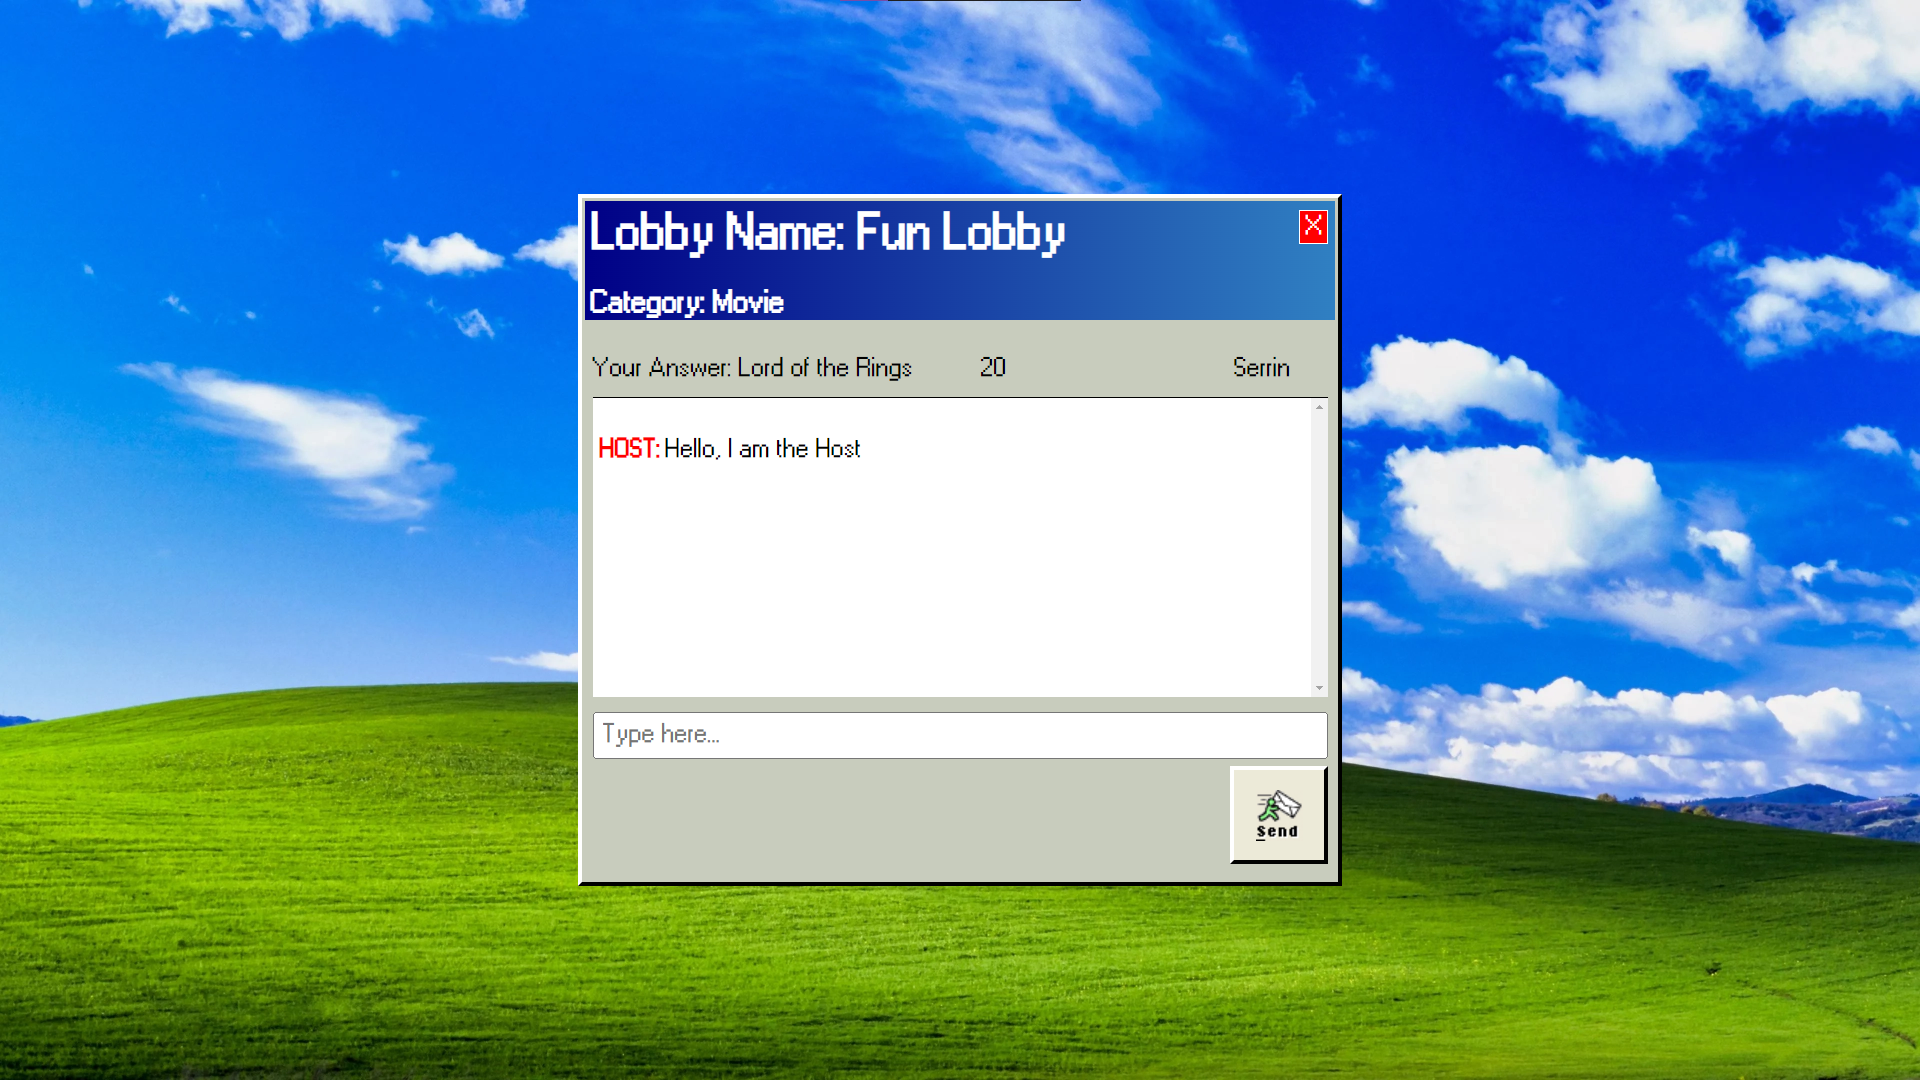 Lobby Name: Fun Lobby
X
Category: Movie
Your Answer: Lord of the Rings 20 Serrin
HOST: Hello, I am the Host
Type here...
Send